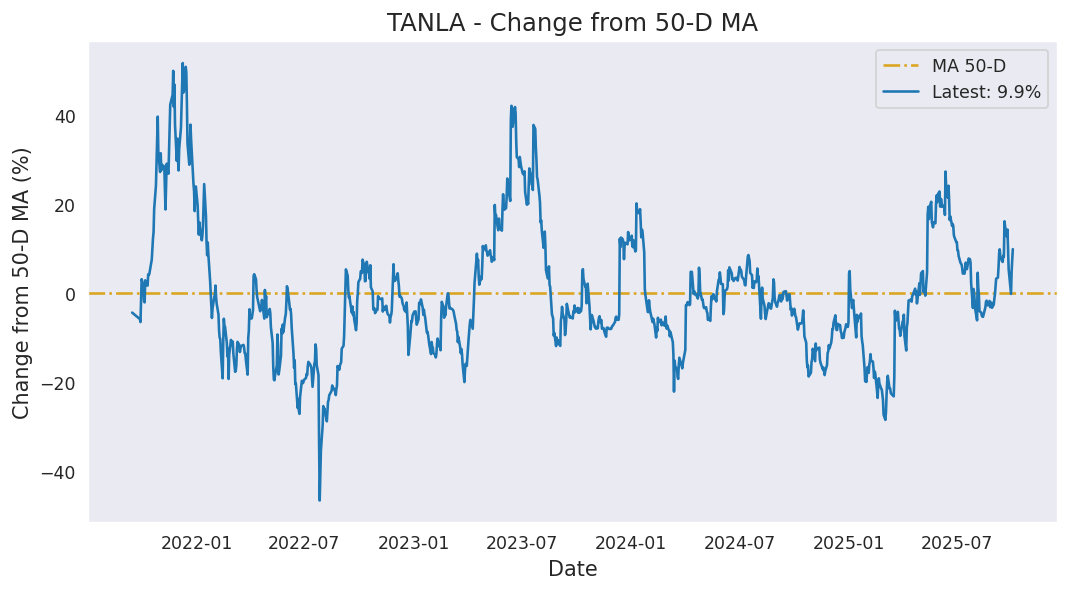 TANLA - Change from 50-D MA
MA 50-D
Latest: 9.9%
Change from 50-D MA (%)
40
20
0
−20
−40
2022-01 2022-07 2023-01 2023-07 2024-01 2024-07 2025-01 2025-07
Date